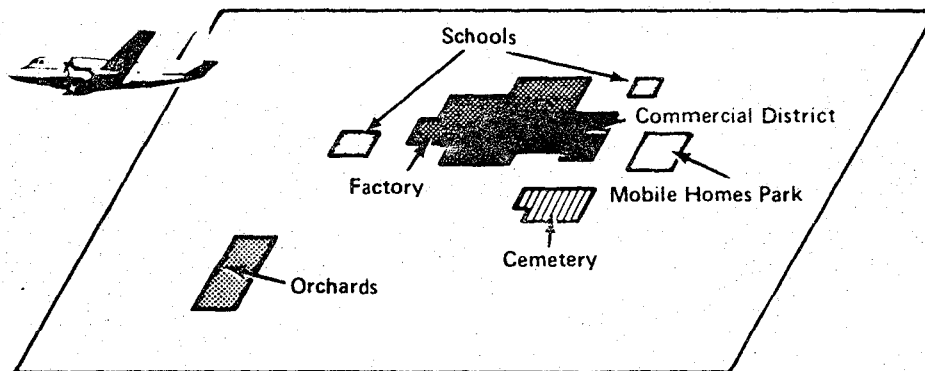 Schools
Commercial District
Factory
Mobile Homes Park
Cemetery
Orchards